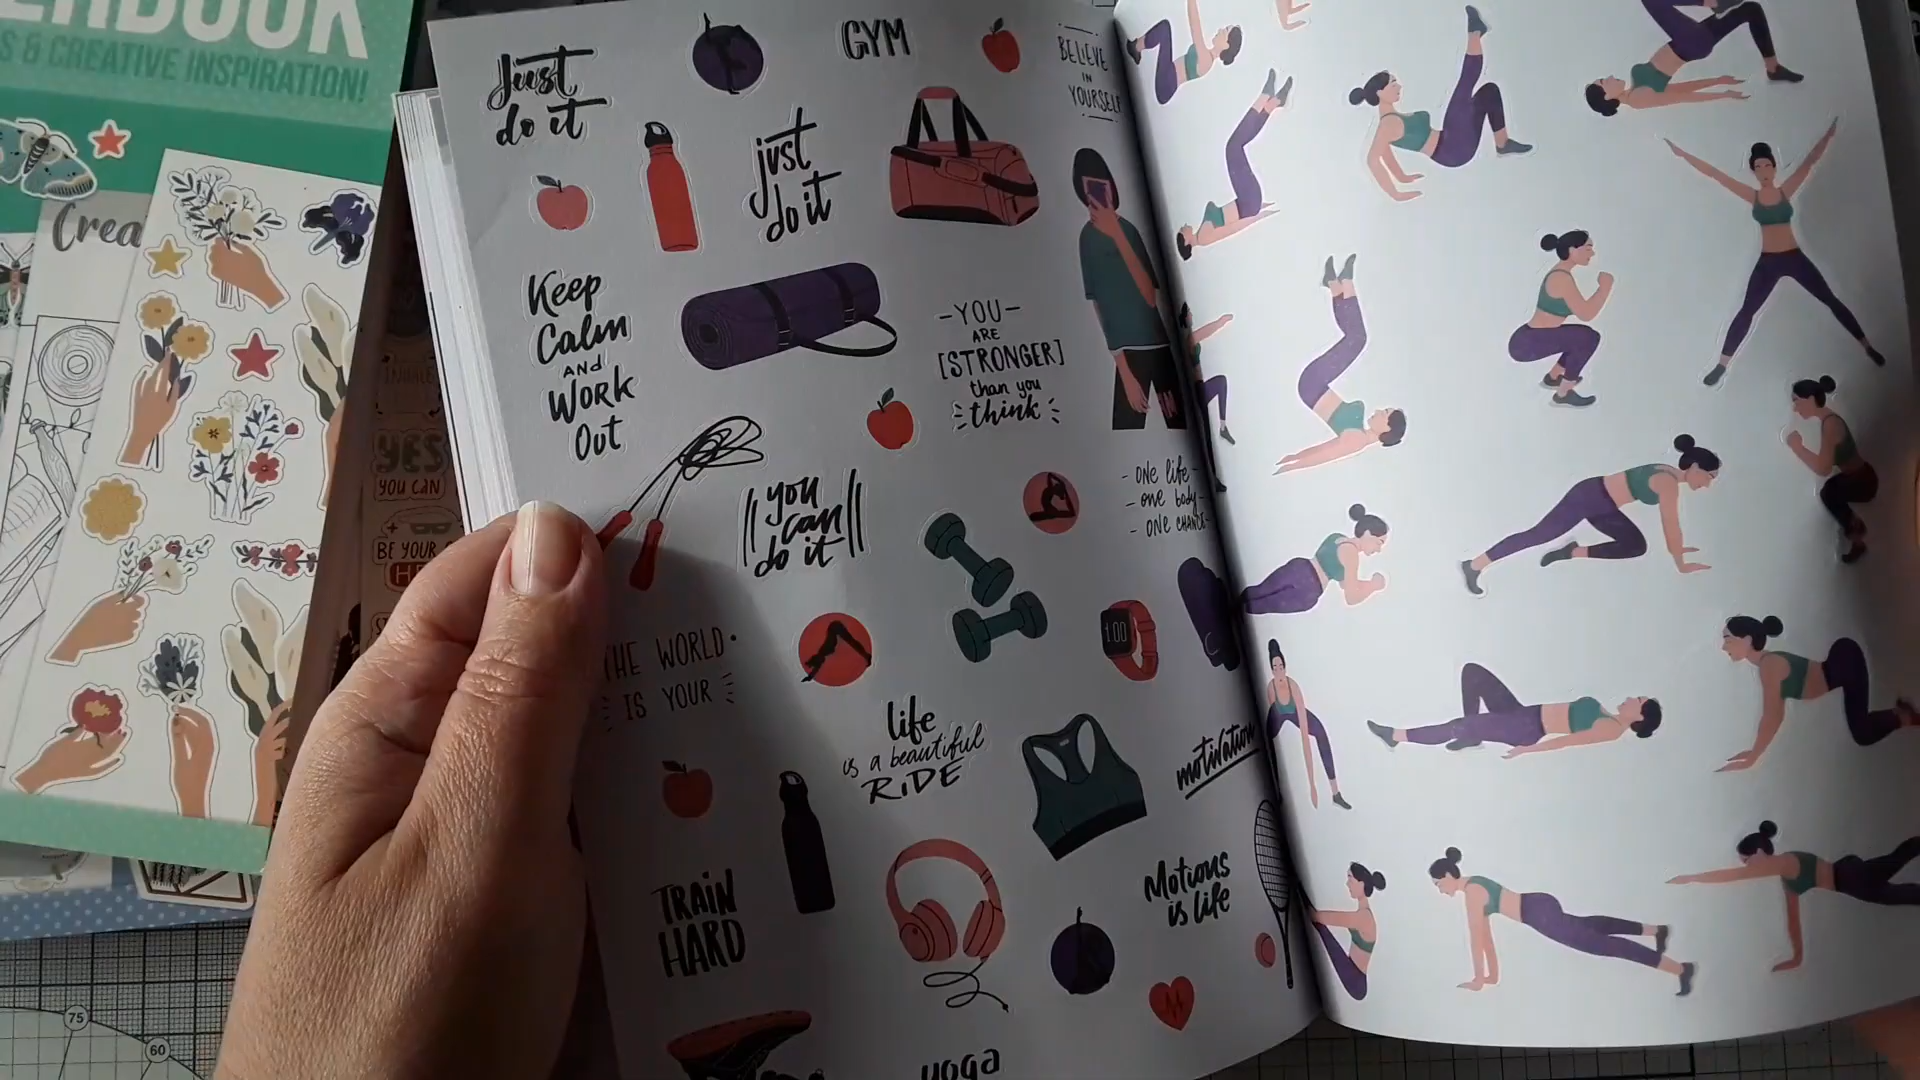 & CREATIVE INSPIRATION!
Just
do it
GYM
BELIEVE
IN
YOURSELF
just
do it
Keep
Calm
AND
Work
Out
-YOU-
ARE
[STRONGER]
than you
think
you
can
do it
- ONE life -
- one body -
- ONE CHANCE -
THE WORLD
IS YOUR
1:00
life
is a beautiful
RIDE
motivation
TRAIN
HARD
Motions
is life
yoga
Crea
INHALE
YES
YOU CAN
BE YOUR
75
60